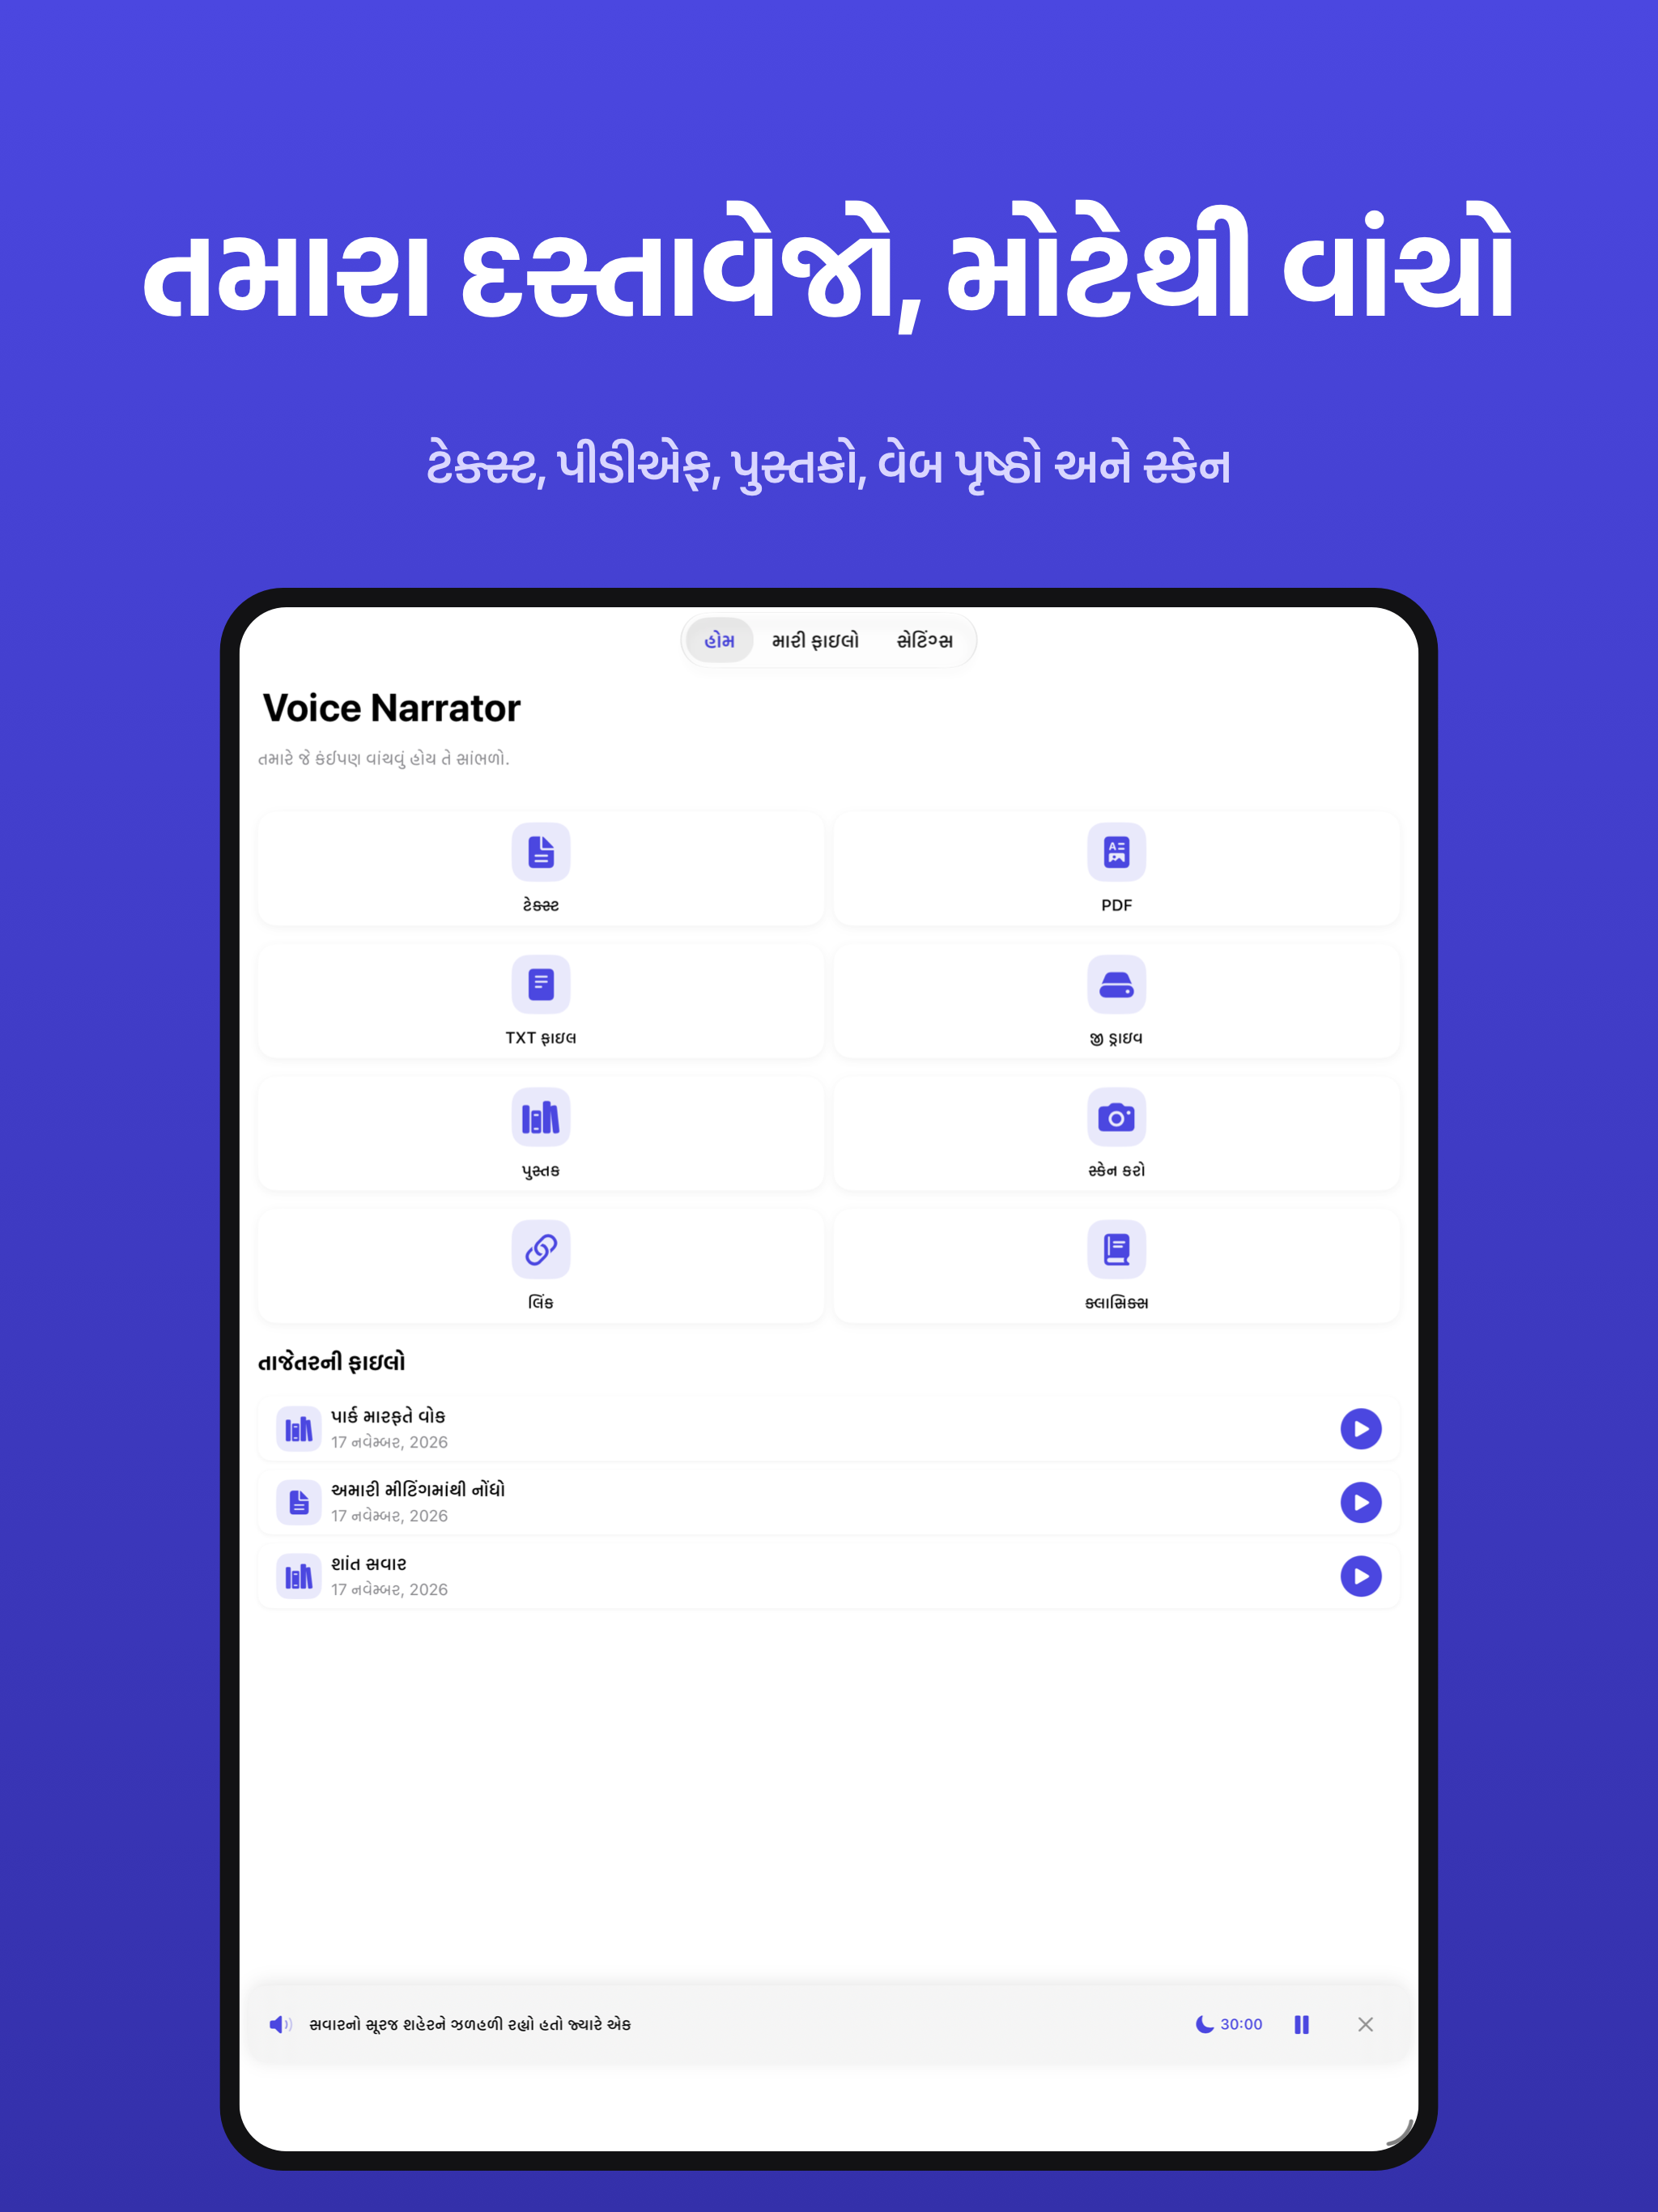 તમારા દસ્તાવેજો, મોટેથી વાંચો
ટેક્સ્ટ, પીડીએફ, પુસ્તકો, વેબ પૃષ્ઠો અને સ્કેન
હોમ
મારી ફાઇલો
સેટિંગ્સ
Voice Narrator
તમારે જે કંઈપણ વાંચવું હોય તે સાંભળો.
ટેક્સ્ટ
PDF
TXT ફાઇલ
જી ડ્રાઇવ
પુસ્તક
સ્કેન કરો
લિંક
ક્લાસિક્સ
તાજેતરની ફાઇલો
પાર્ક મારફતે વોક
17 નવેમ્બર, 2026
અમારી મીટિંગમાંથી નોંધો
17 નવેમ્બર, 2026
શાંત સવાર
17 નવેમ્બર, 2026
સવારનો સૂરજ શહેરને ઝળહળી રહ્યો હતો જ્યારે એક
30:00